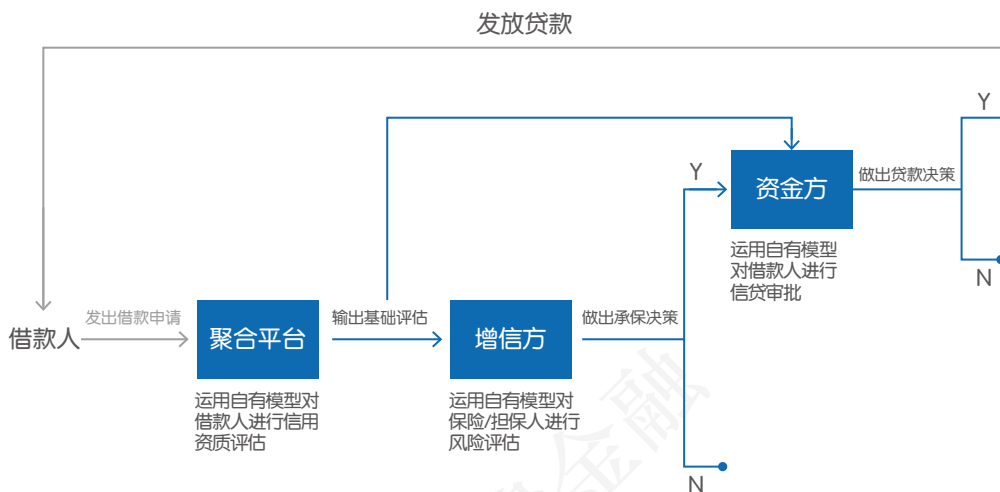 发放贷款
Y
Y
资金方
做出贷款决策
运用自有模型
对借款人进行
信贷审批
N
借款人
发出借款申请
聚合平台
输出基础评估
增信方
做出承保决策
运用自有模型对
借款人进行信用
资质评估
运用自有模型对
保险/担保人进行
风险评估
N
金融